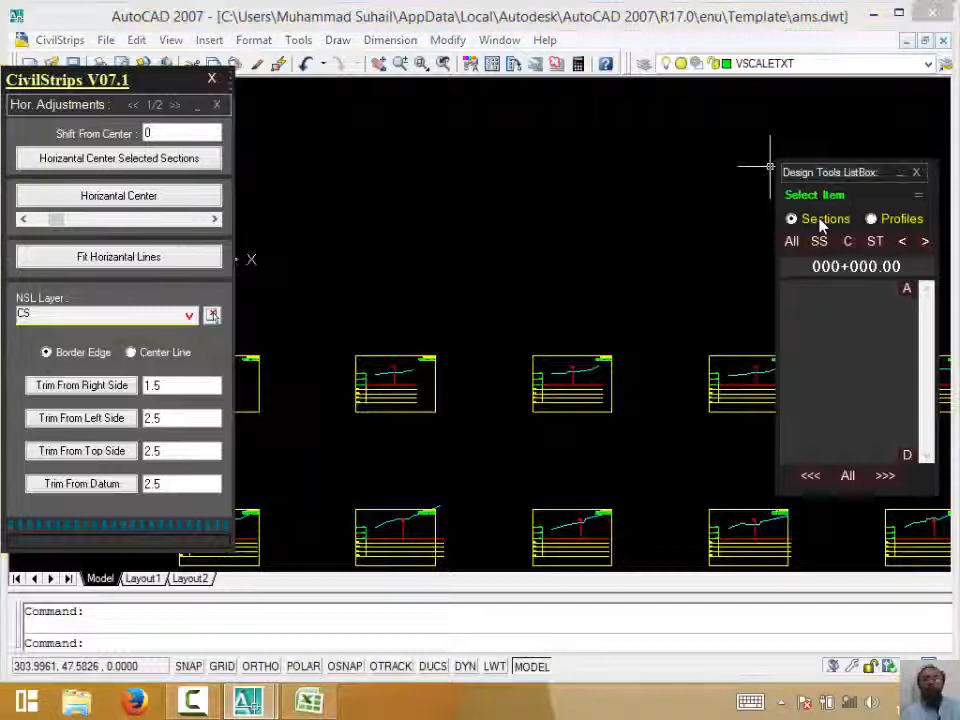 AutoCAD 2007 - [C:\Users\Muhammad Suhail\AppData\Local\Autodesk\AutoCAD 2007\R17.0\enu\Template\ams.dwt]
CivilStrips File Edit View Insert Format Tools Draw Dimension Modify Window Help
VSCALETXT
CivilStrips V07.1 X
Hor. Adjustments : << 1/2 >> _ X
Shift From Center : 0
Horizantal Center Selected Sections
Horizantal Center
< >
Fit Horizantal Lines
NSL Layer :
CS v
Border Edge Center Line
Trim From Right Side 1.5
Trim From Left Side 2.5
Trim From Top Side 2.5
Trim From Datum 2.5
X
Design Tools ListBox: _ X
Select Item =
Sections Profiles
All SS C ST < >
000+000.00
A
D
<<< All >>>
Model Layout1 Layout2
Command:
Command:
303.9961, 47.5826, 0.0000 SNAP GRID ORTHO POLAR OSNAP OTRACK DUCS DYN LWT MODEL